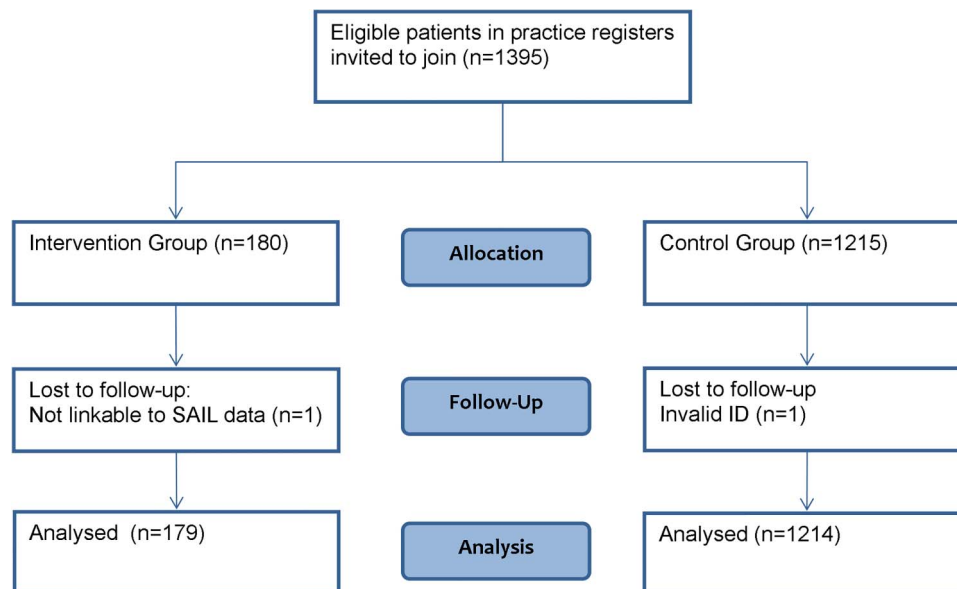 Eligible patients in practice registers
invited to join (n=1395)
Intervention Group (n=180)
Allocation
Control Group (n=1215)
Lost to follow-up:
Not linkable to SAIL data (n=1)
Follow-Up
Lost to follow-up
Invalid ID (n=1)
Analysed (n=179)
Analysis
Analysed (n=1214)